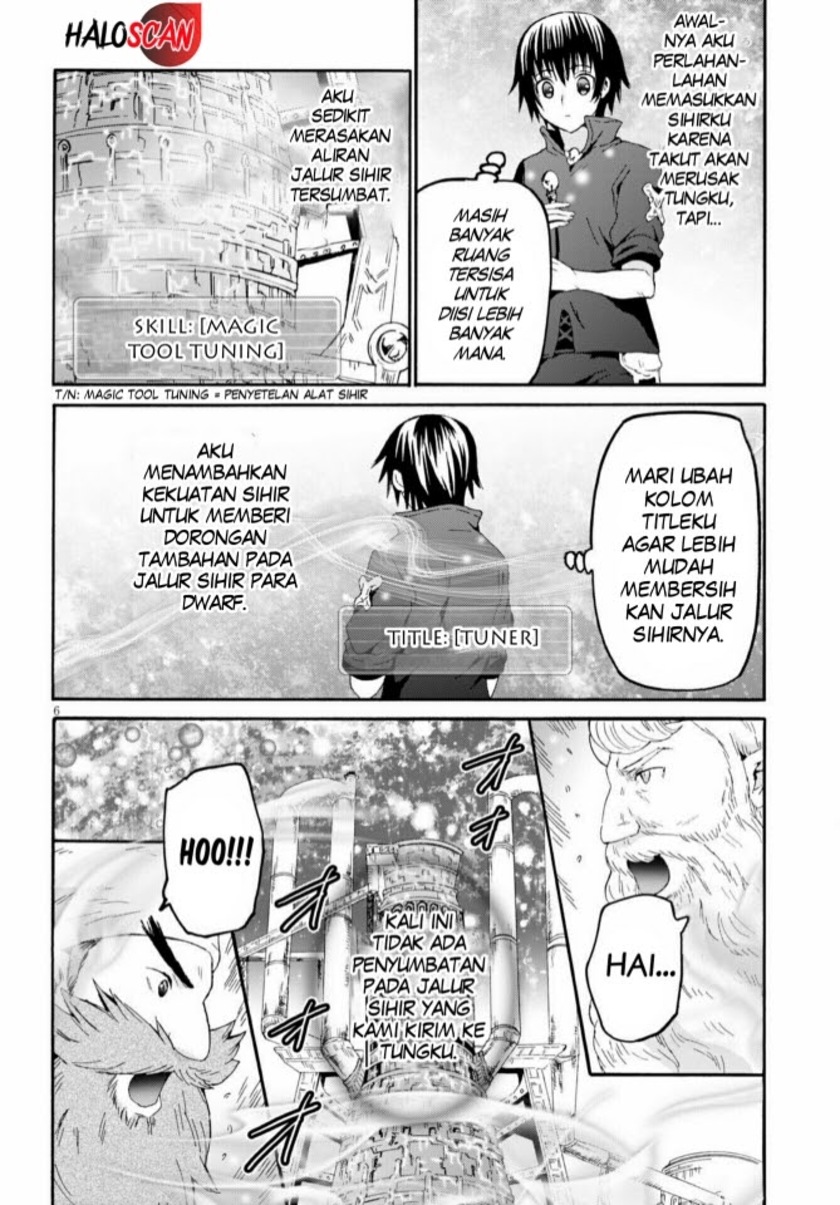 HALOSCAN
AWAL-
NYA AKU
PERLAHAN-
LAHAN
MEMASUKKAN
SIHIRKU
KARENA
TAKUT AKAN
MERUSAK
TUNGKU,
TAPI...
MASIH
BANYAK
RUANG
TERSISA
UNTUK
DIISI LEBIH
BANYAK
MANA.
AKU
SEDIKIT
MERASAKAN
ALIRAN
JALUR SIHIR
TERSUMBAT.
SKILL: [MAGIC
TOOL TUNING]
T/N: MAGIC TOOL TUNING = PENYETELAN ALAT SIHIR
MARI UBAH
KOLOM
TITLEKU
AGAR LEBIH
MUDAH
MEMBERSIH
KAN JALUR
SIHIRNYA.
AKU
MENAMBAHKAN
KEKUATAN SIHIR
UNTUK MEMBERI
DORONGAN
TAMBAHAN PADA
JALUR SIHIR PARA
DWARF.
TITLE: [TUNER]
6
HAI...
KALI INI
TIDAK ADA
PENYUMBATAN
PADA JALUR
SIHIR YANG
KAMI KIRIM KE
TUNGKU.
HOO!!!